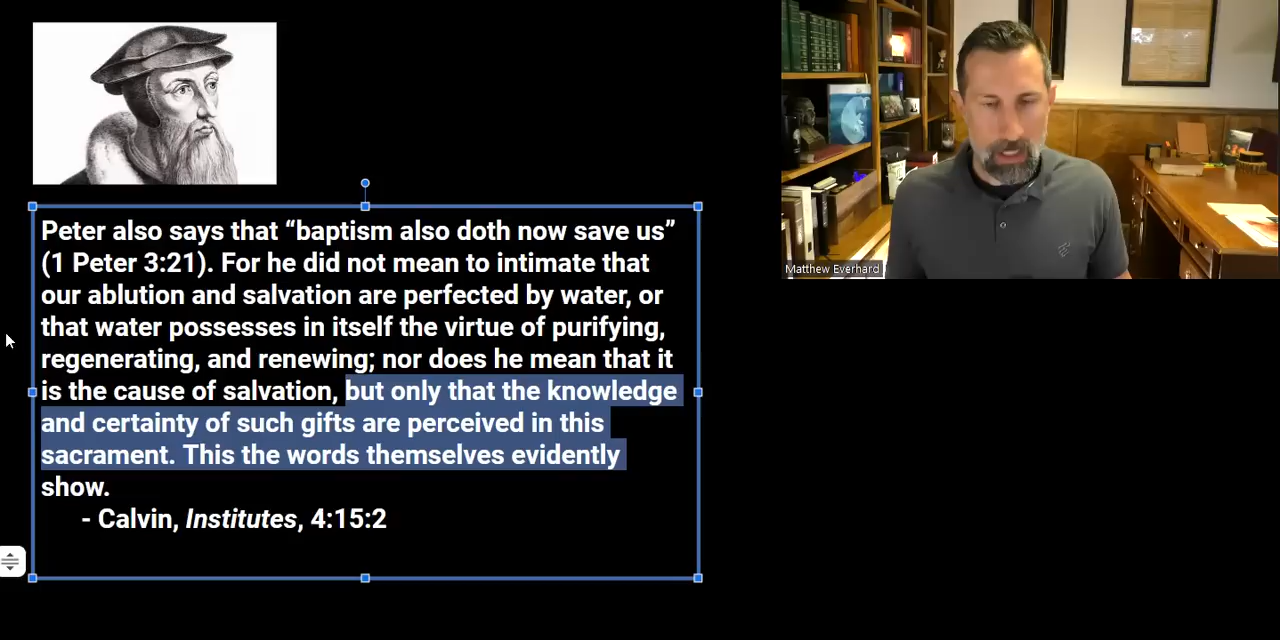 Peter also says that “baptism also doth now save us”
(1 Peter 3:21). For he did not mean to intimate that
our ablution and salvation are perfected by water, or
that water possesses in itself the virtue of purifying,
regenerating, and renewing; nor does he mean that it
is the cause of salvation, but only that the knowledge
and certainty of such gifts are perceived in this
sacrament. This the words themselves evidently
show.
- Calvin, Institutes, 4:15:2
Matthew Everhard